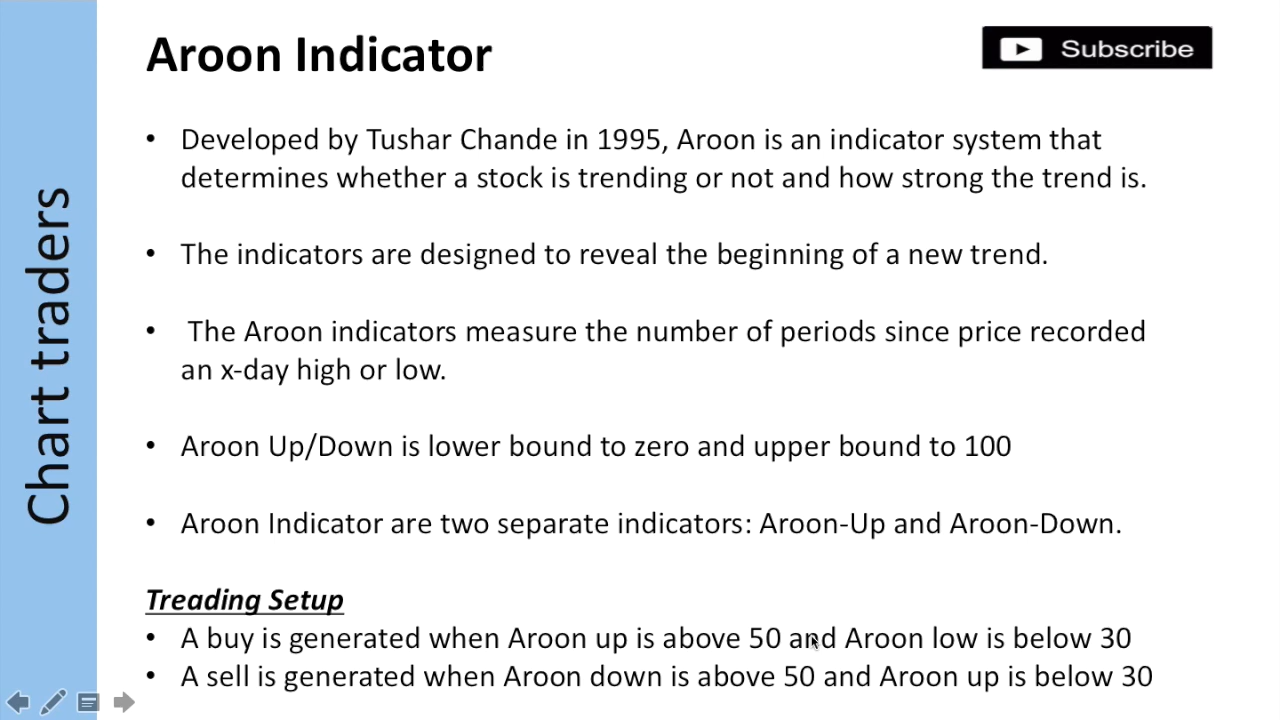 Aroon Indicator
Subscribe
Chart traders
• Developed by Tushar Chande in 1995, Aroon is an indicator system that
determines whether a stock is trending or not and how strong the trend is.
• The indicators are designed to reveal the beginning of a new trend.
• The Aroon indicators measure the number of periods since price recorded
an x-day high or low.
• Aroon Up/Down is lower bound to zero and upper bound to 100
• Aroon Indicator are two separate indicators: Aroon-Up and Aroon-Down.
Treading Setup
• A buy is generated when Aroon up is above 50 and Aroon low is below 30
• A sell is generated when Aroon down is above 50 and Aroon up is below 30